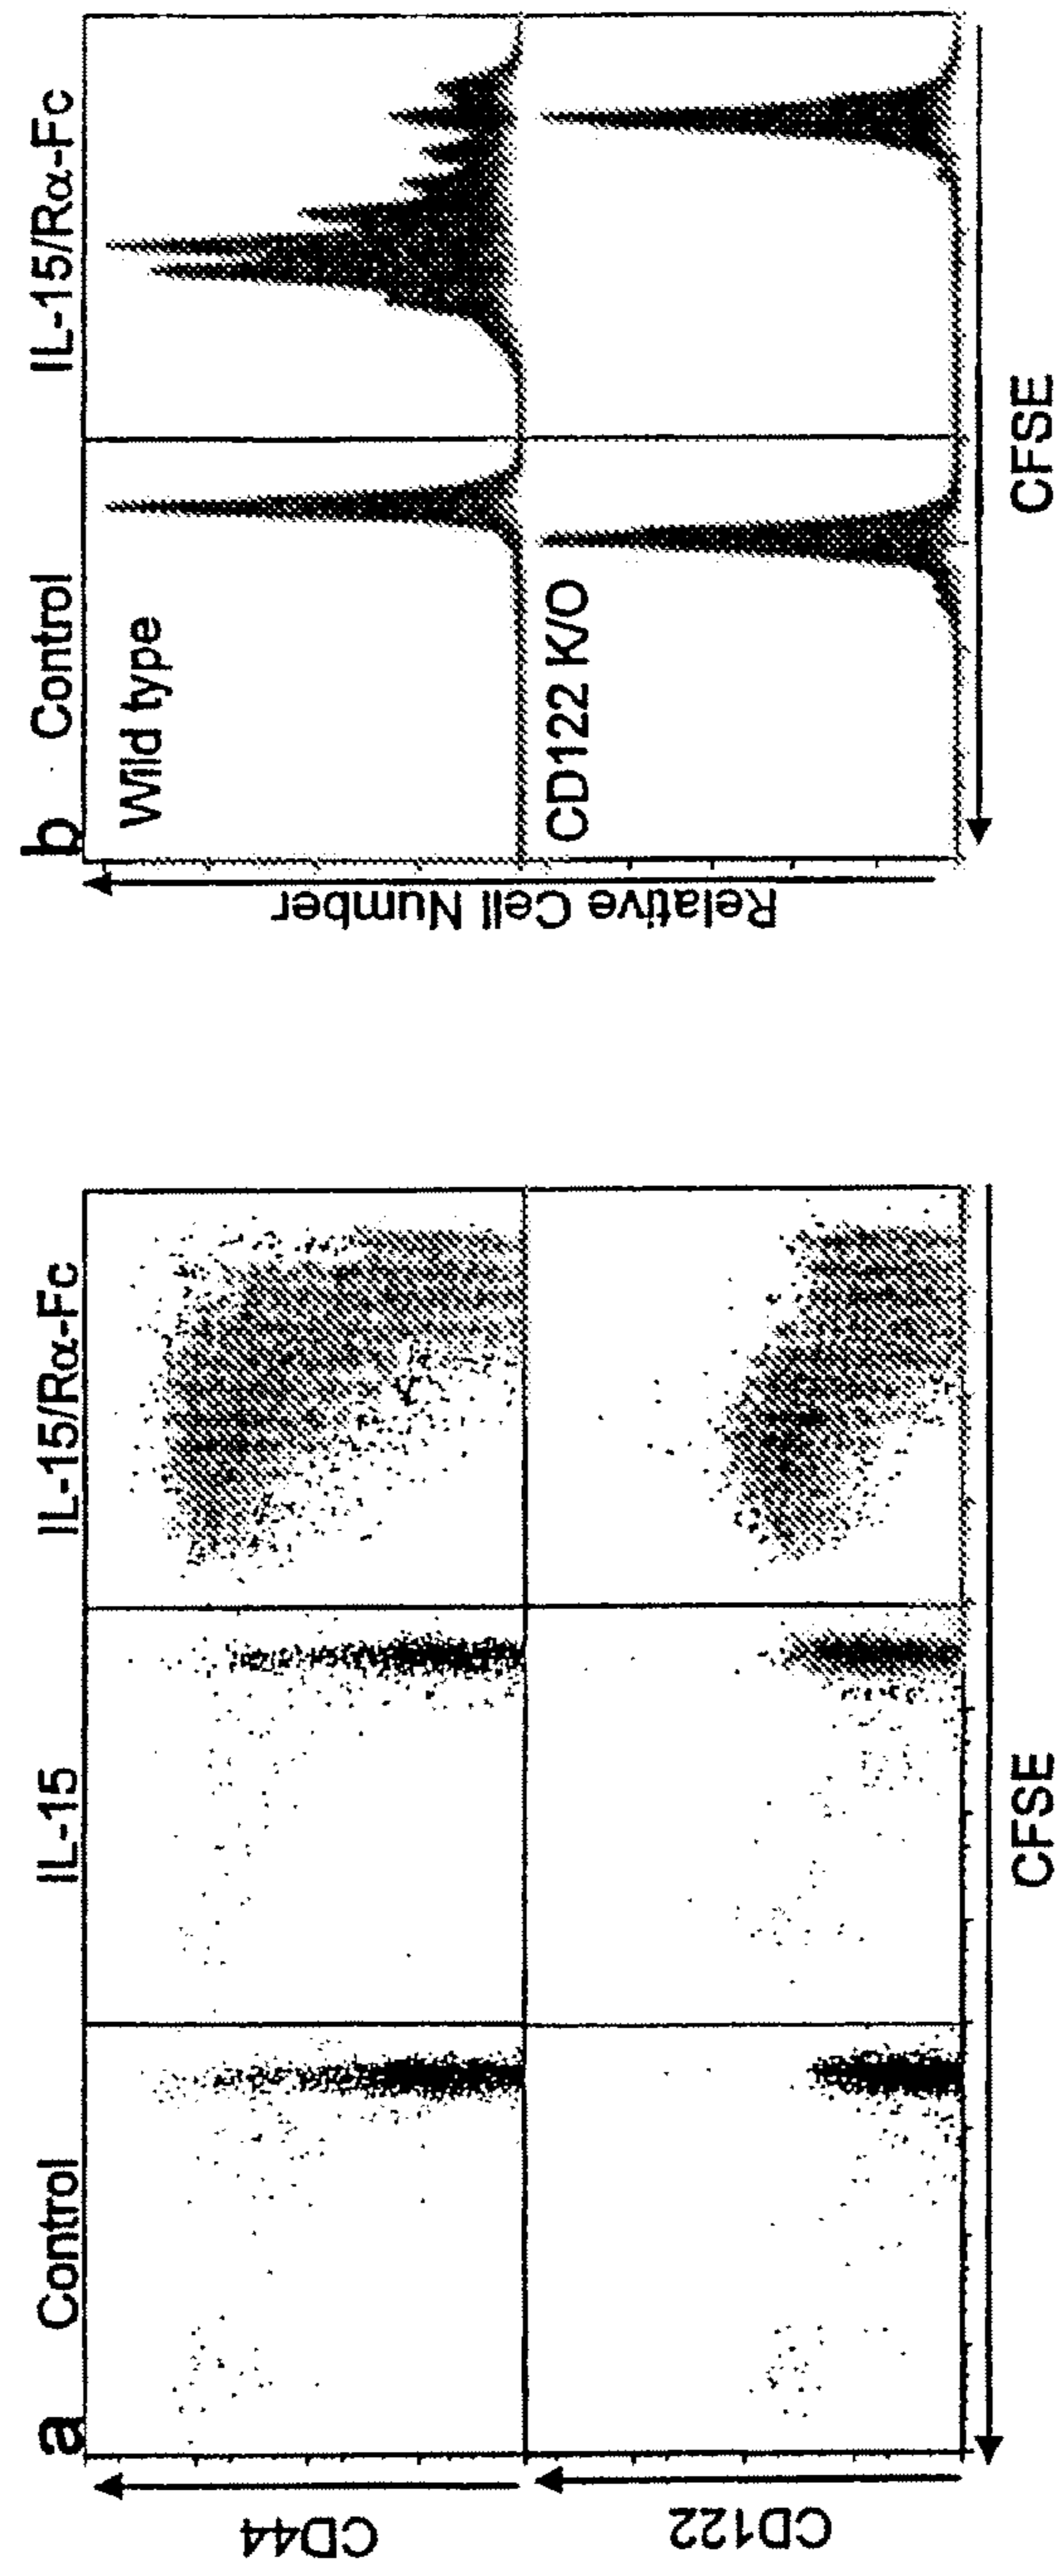 a
Control
IL-15
IL-15/Rα-Fc
CD44
CD122
CFSE
b
Control
IL-15/Rα-Fc
Wild type
CD122 K/O
Relative Cell Number
CFSE